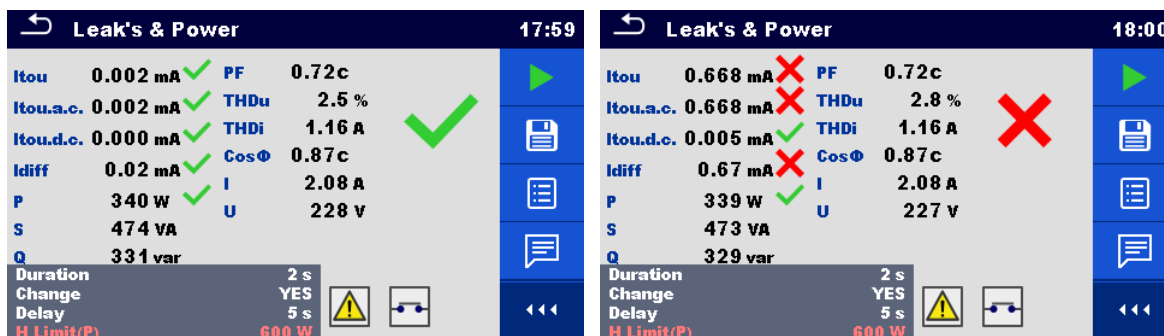 Leak's & Power 17:59
Itou 0.002 mA PF 0.72c
Itou.a.c. 0.002 mA THDu 2.5 %
Itou.d.c. 0.000 mA THDi 1.16 A
Idiff 0.02 mA CosΦ 0.87c
P 340 W I 2.08 A
S 474 VA U 228 V
Q 331 var
Duration 2 s
Change YES
Delay 5 s
H Limit(P) 600 W
Leak's & Power 18:00
Itou 0.668 mA PF 0.72c
Itou.a.c. 0.668 mA THDu 2.8 %
Itou.d.c. 0.005 mA THDi 1.16 A
Idiff 0.67 mA CosΦ 0.87c
P 339 W I 2.08 A
S 473 VA U 227 V
Q 329 var
Duration 2 s
Change YES
Delay 5 s
H Limit(P) 600 W